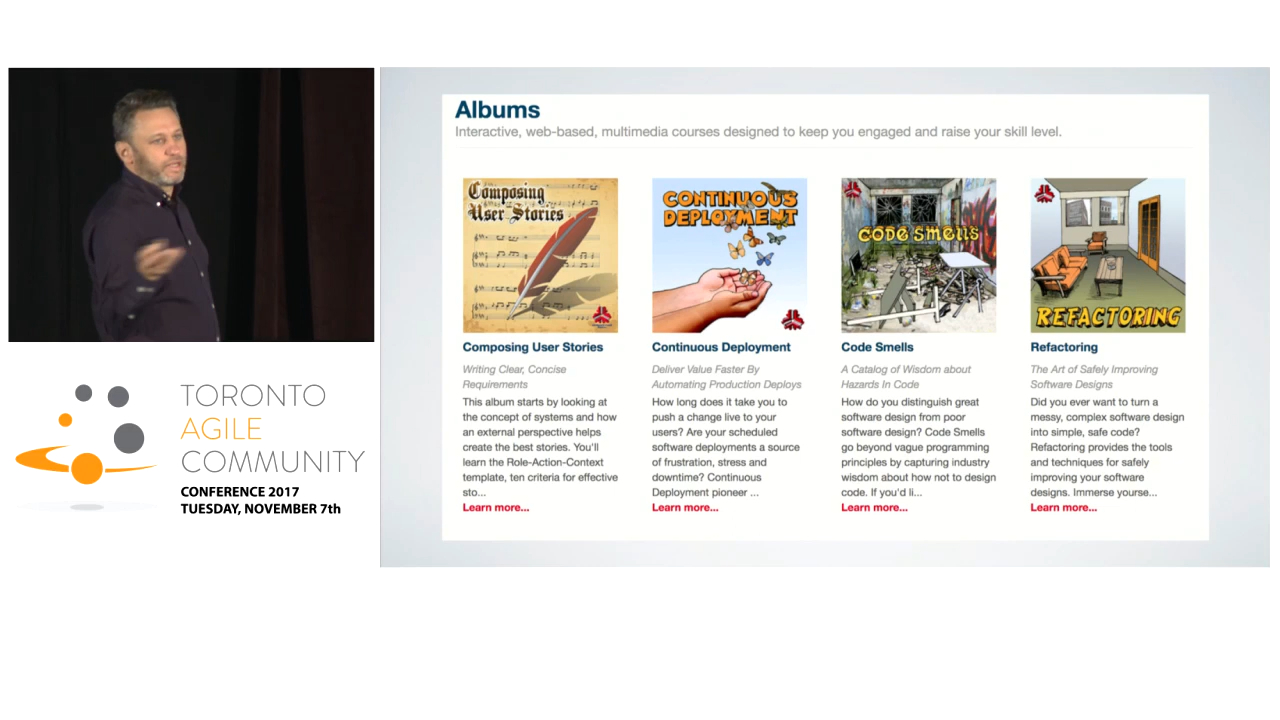 Albums
Interactive, web-based, multimedia courses designed to keep you engaged and raise your skill level.
Composing
User Stories
CONTINUOUS
DEPLOYMENT
CODE SMELLS
REFACTORING
Composing User Stories
Writing Clear, Concise
Requirements
This album starts by looking at
the concept of systems and how
an external perspective helps
create the best stories. You'll
learn the Role-Action-Context
template, ten criteria for effective
sto...
Learn more...
Continuous Deployment
Deliver Value Faster By
Automating Production Deploys
How long does it take you to
push a change live to your
users? Are your scheduled
software deployments a source
of frustration, stress and
downtime? Continuous
Deployment pioneer ...
Learn more...
Code Smells
A Catalog of Wisdom about
Hazards In Code
How do you distinguish great
software design from poor
software design? Code Smells
go beyond vague programming
principles by capturing industry
wisdom about how not to design
code. If you'd li...
Learn more...
Refactoring
The Art of Safely Improving
Software Designs
Did you ever want to turn a
messy, complex software design
into simple, safe code?
Refactoring provides the tools
and techniques for safely
improving your software
designs. Immerse yourse...
Learn more...
TORONTO
AGILE
COMMUNITY
CONFERENCE 2017
TUESDAY, NOVEMBER 7th